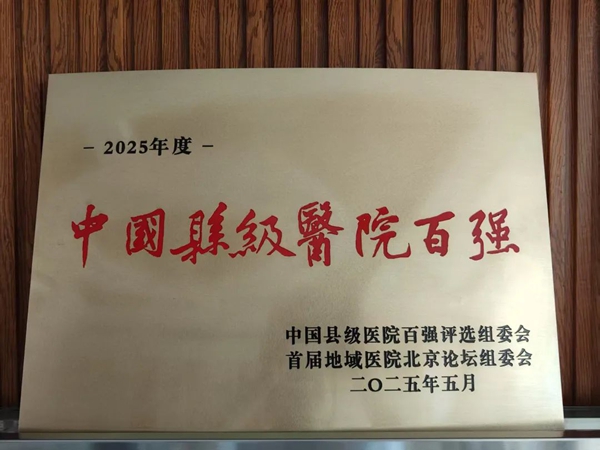 - 2025年度 -
中國縣級醫院百强
中国县级医院百强评选组委会
首届地域医院北京论坛组委会
二〇二五年五月